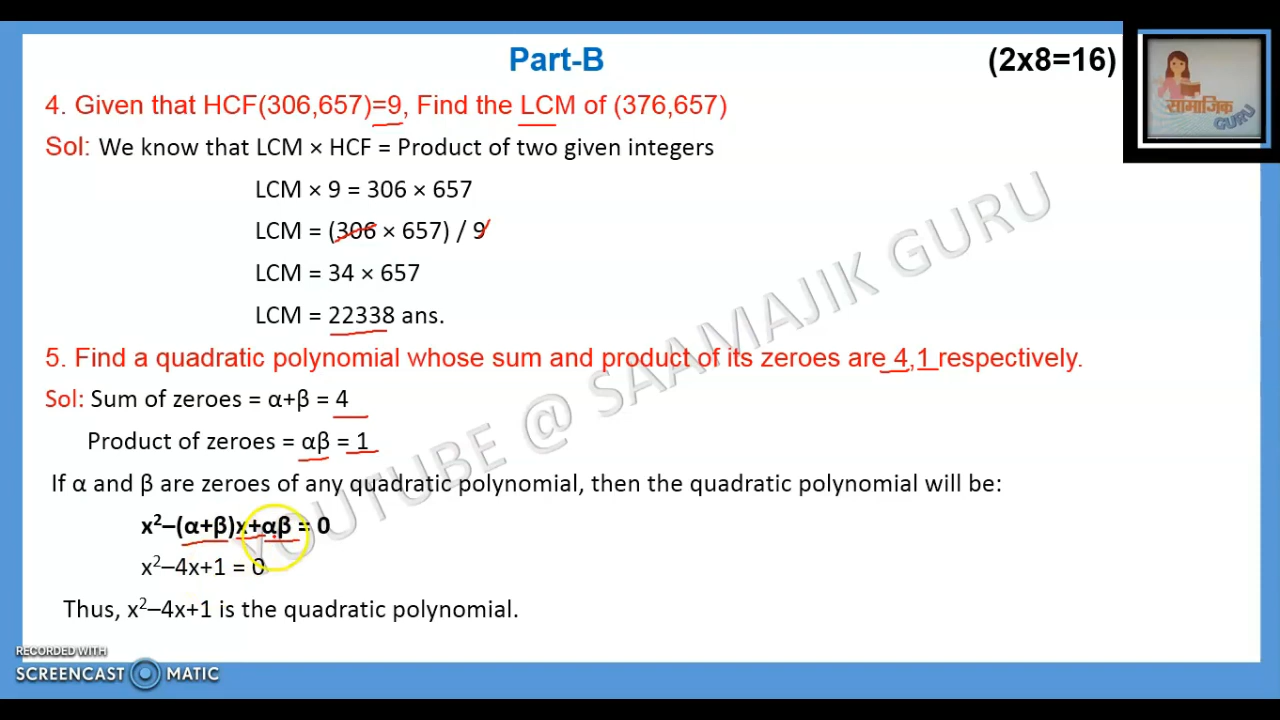 Part-B
(2x8=16)
सामाजिक
GURU
4. Given that HCF(306,657)=9, Find the LCM of (376,657)
Sol: We know that LCM × HCF = Product of two given integers
LCM × 9 = 306 × 657
LCM = (306 × 657) / 9
LCM = 34 × 657
LCM = 22338 ans.
5. Find a quadratic polynomial whose sum and product of its zeroes are 4,1 respectively.
Sol: Sum of zeroes = α+β = 4
Product of zeroes = αβ = 1
If α and β are zeroes of any quadratic polynomial, then the quadratic polynomial will be:
x²–(α+β)x+αβ = 0
x²–4x+1 = 0
Thus, x²–4x+1 is the quadratic polynomial.
YOUTUBE @ SAAMAJIK GURU
RECORDED WITH
SCREENCAST MATIC